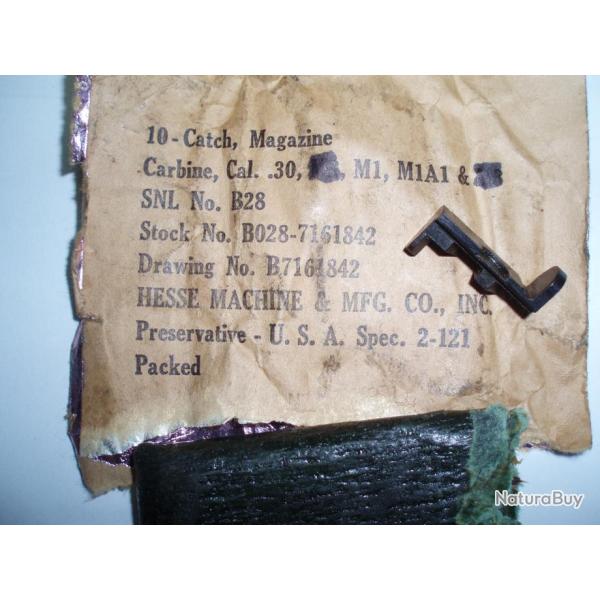 10-Catch, Magazine
Carbine, Cal. .30, , M1, M1A1 &
SNL No. B28
Stock No. B028-7161842
Drawing No. B7161842
HESSE MACHINE & MFG. CO., INC.
Preservative - U. S. A. Spec. 2-121
Packed
NaturaBuy